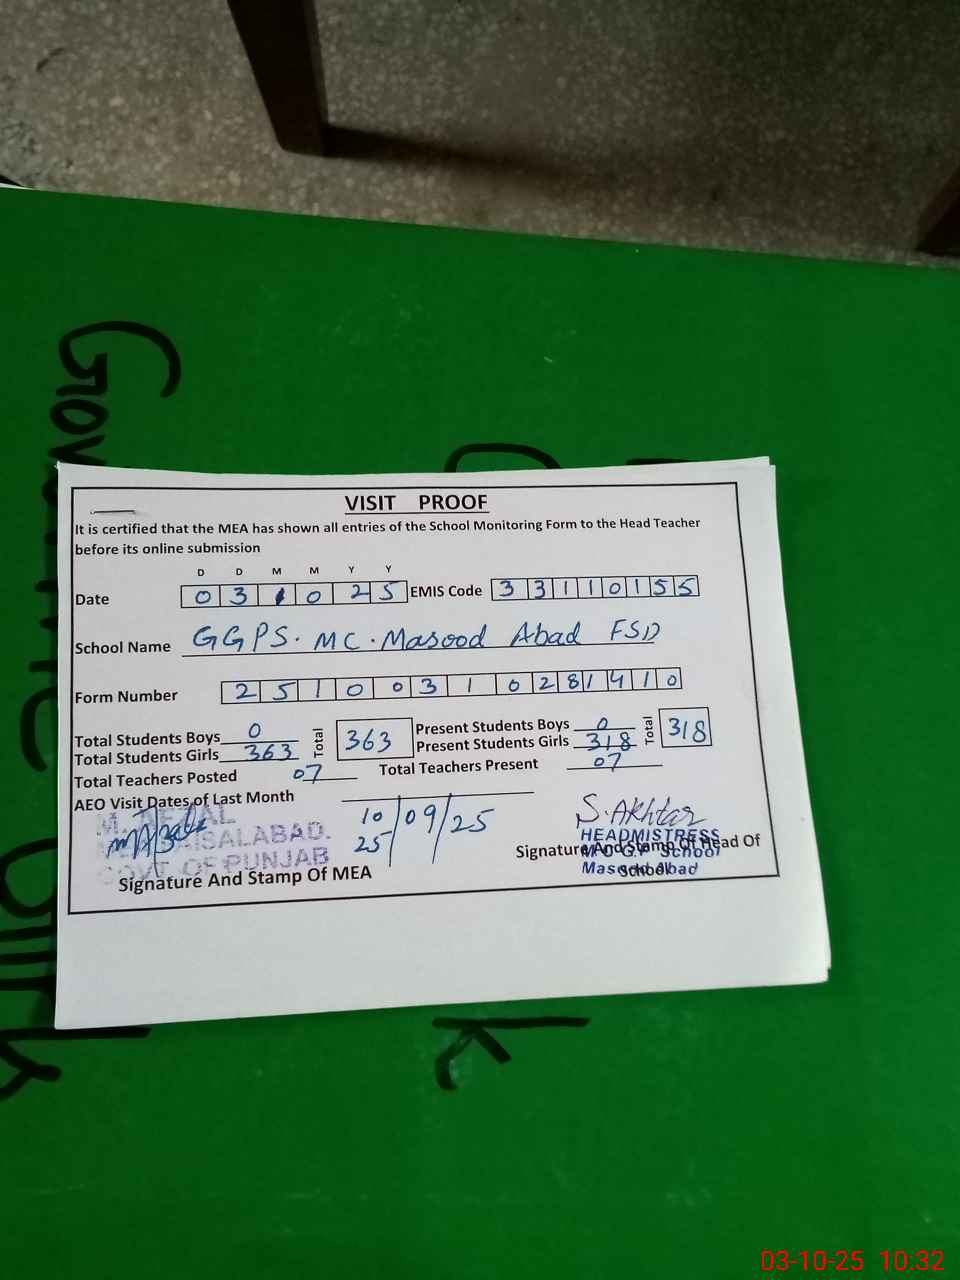 VISIT PROOF
It is certified that the MEA has shown all entries of the School Monitoring Form to the Head Teacher
before its online submission
D D M M Y Y
Date 0 3 1 0 2 5 EMIS Code 3 3 1 1 0 1 5 5
School Name GGPS. MC. Masood Abad FSD
Form Number 2 5 1 0 0 3 1 0 2 8 1 4 1 0
Total Students Boys 0 Total 363 Present Students Boys 0 Total 318
Total Students Girls 363 Present Students Girls 318
Total Teachers Posted 07 Total Teachers Present 07
AEO Visit Dates of Last Month
10/09/25
25
M. AFZAL
MEA FAISALABAD.
GOVT. OF PUNJAB
Signature And Stamp Of MEA
S. Akhtar
HEADMISTRESS
M C G.P School
Masood Abad
Signature And Stamp Of Head Of
School
03-10-25 10:32